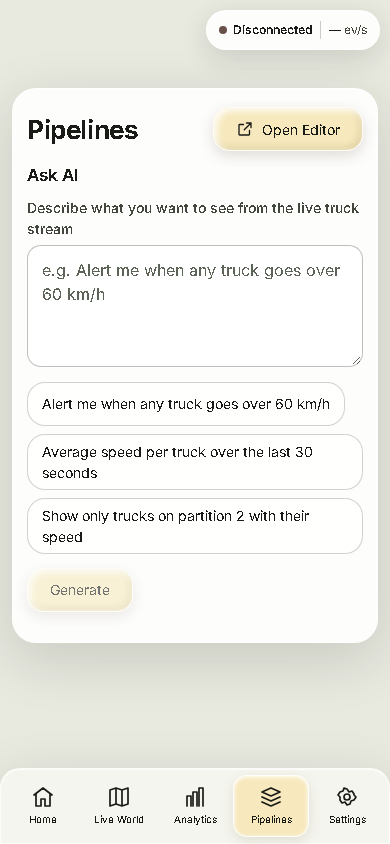 Disconnected — ev/s
Pipelines
Open Editor
Ask AI
Describe what you want to see from the live truck
stream
e.g. Alert me when any truck goes over
60 km/h
Alert me when any truck goes over 60 km/h
Average speed per truck over the last 30
seconds
Show only trucks on partition 2 with their
speed
Generate
Home Live World Analytics Pipelines Settings